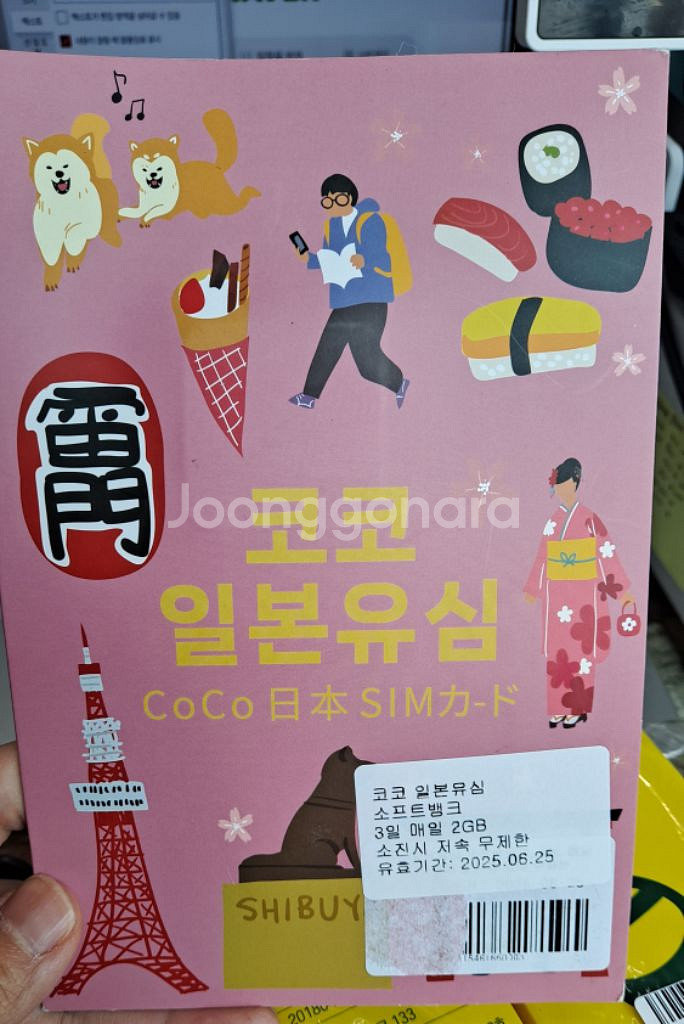 雷門
Joonggonara
코코
일본유심
CoCo 日本 SIMカード
코코 일본유심
소프트뱅크
3일 매일 2GB
소진시 저속 무제한
유효기간: 2025.06.25
SHIBUY
133